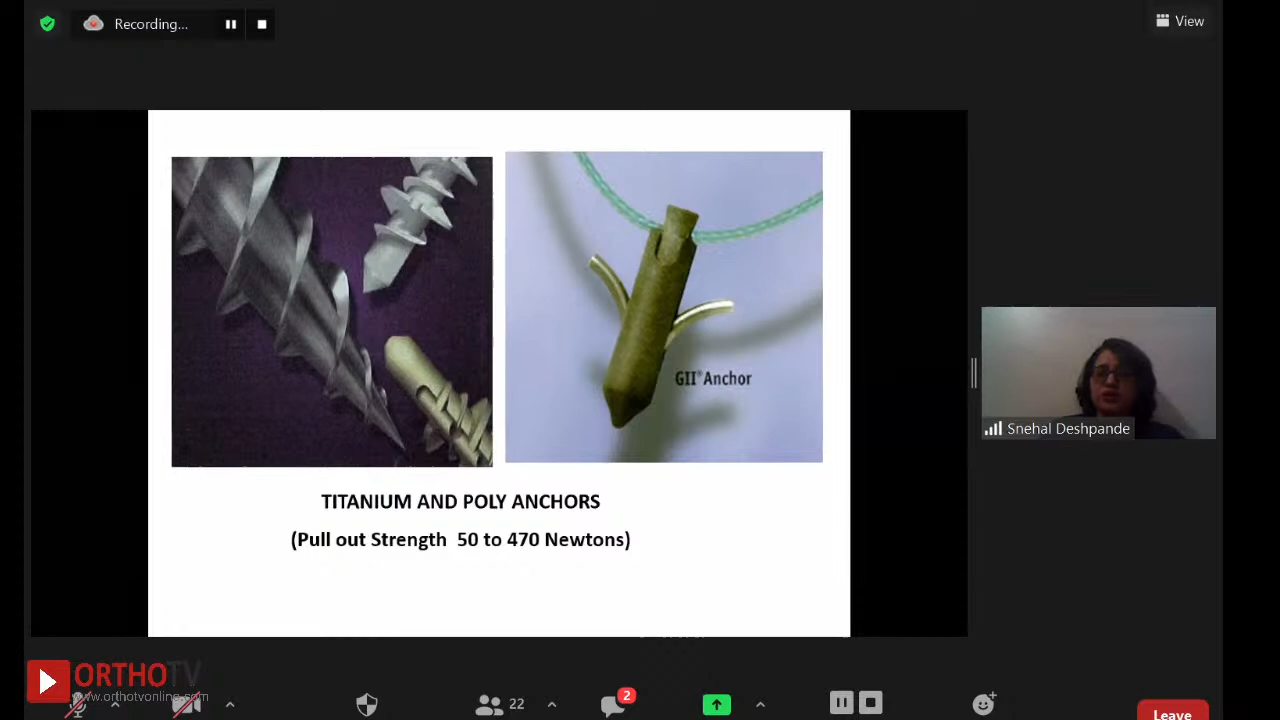 Recording...
View
GII® Anchor
TITANIUM AND POLY ANCHORS
(Pull out Strength 50 to 470 Newtons)
Snehal Deshpande
ORTHOTV
www.orthotvonline.com
22
2
Leave